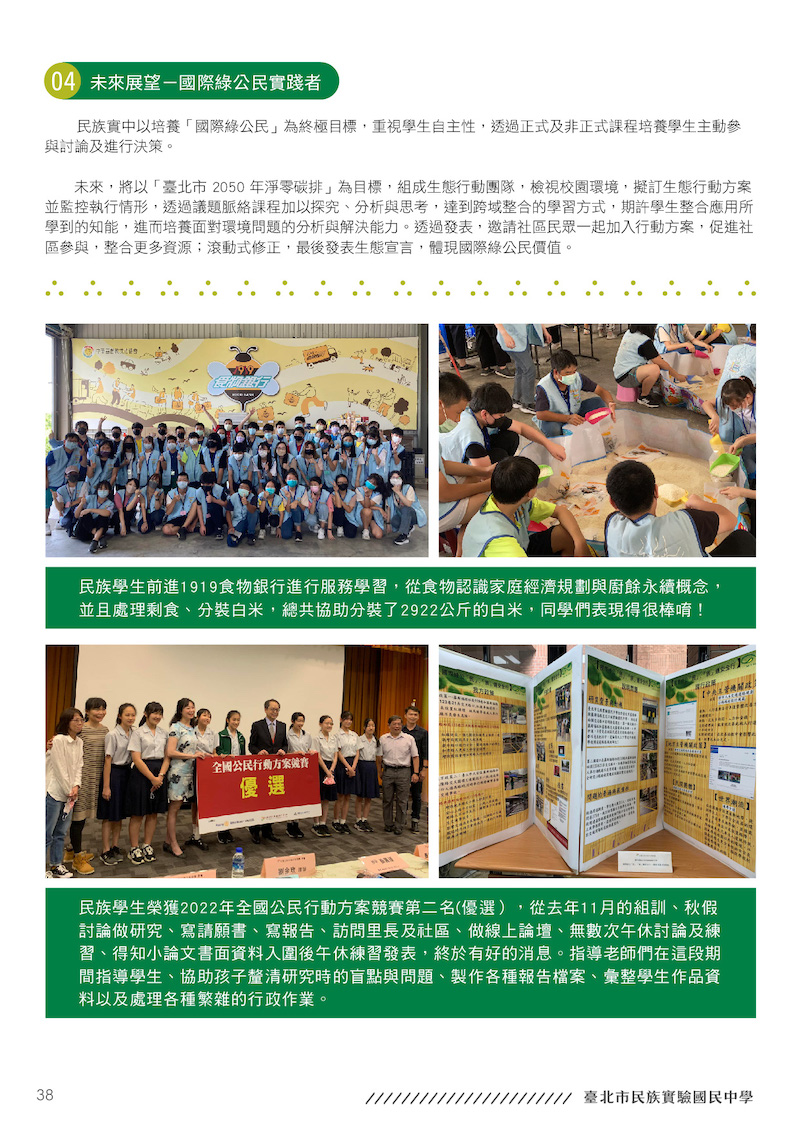 04 未來展望－國際綠公民實踐者
民族實中以培養「國際綠公民」為終極目標，重視學生自主性，透過正式及非正式課程培養學生主動參
與討論及進行決策。
未來，將以「臺北市 2050 年淨零碳排」為目標，組成生態行動團隊，檢視校園環境，擬訂生態行動方案
並監控執行情形，透過議題脈絡課程加以探究、分析與思考，達到跨域整合的學習方式，期許學生整合應用所
學到的知能，進而培養面對環境問題的分析與解決能力。透過發表，邀請社區民眾一起加入行動方案，促進社
區參與，整合更多資源；滾動式修正，最後發表生態宣言，體現國際綠公民價值。
1919
食物銀行
民族學生前進1919食物銀行進行服務學習，從食物認識家庭經濟規劃與廚餘永續概念，
並且處理剩食、分裝白米，總共協助分裝了2922公斤的白米，同學們表現得很棒唷！
全國公民行動方案競賽
優選
民族學生榮獲2022年全國公民行動方案競賽第二名(優選），從去年11月的組訓、秋假
討論做研究、寫請願書、寫報告、訪問里長及社區、做線上論壇、無數次午休討論及練
習、得知小論文書面資料入圍後午休練習發表，終於有好的消息。指導老師們在這段期
間指導學生、協助孩子釐清研究時的盲點與問題、製作各種報告檔案、彙整學生作品資
料以及處理各種繁雜的行政作業。
38
臺北市民族實驗國民中學